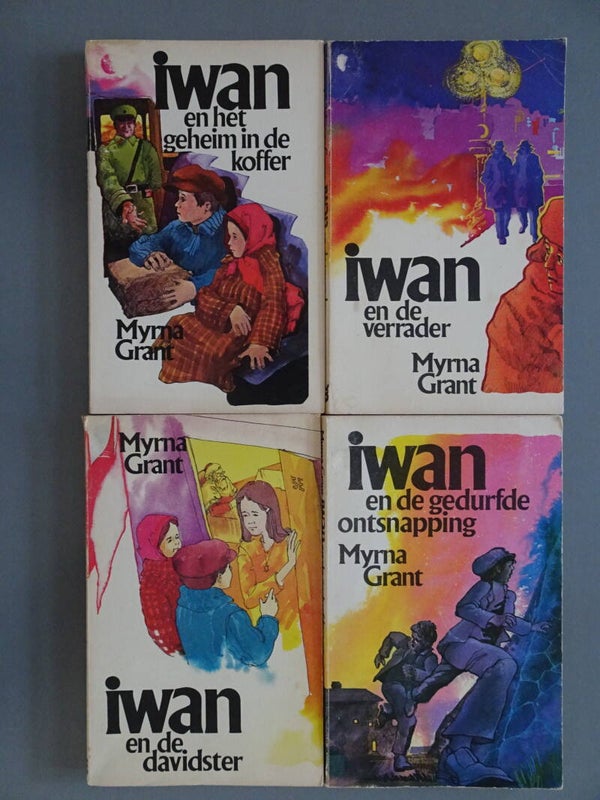 iwan
en het
geheim in de
koffer
Myrna
Grant
iwan
en de
verrader
Myrna
Grant
Myrna
Grant
iwan
en de
davidster
iwan
en de gedurfde
ontsnapping
Myrna
Grant